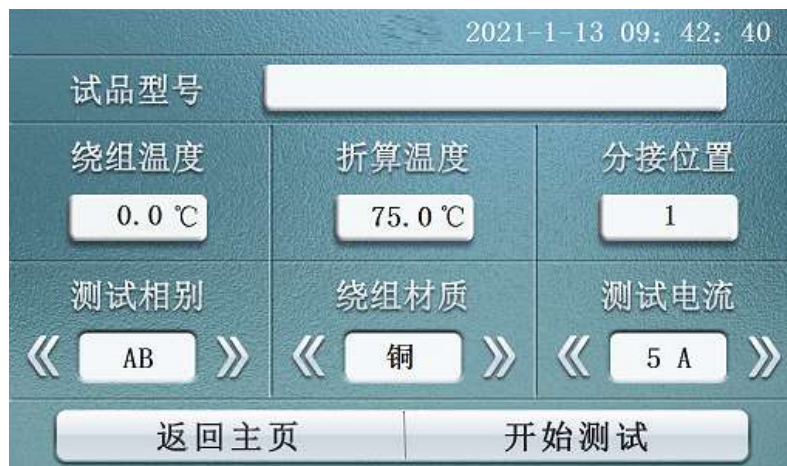 2021-1-13 09: 42: 40
试品型号
绕组温度 折算温度 分接位置
0.0 ℃ 75.0 ℃ 1
测试相别 绕组材质 测试电流
《 AB 》 《 铜 》 《 5 A 》
返回主页 开始测试